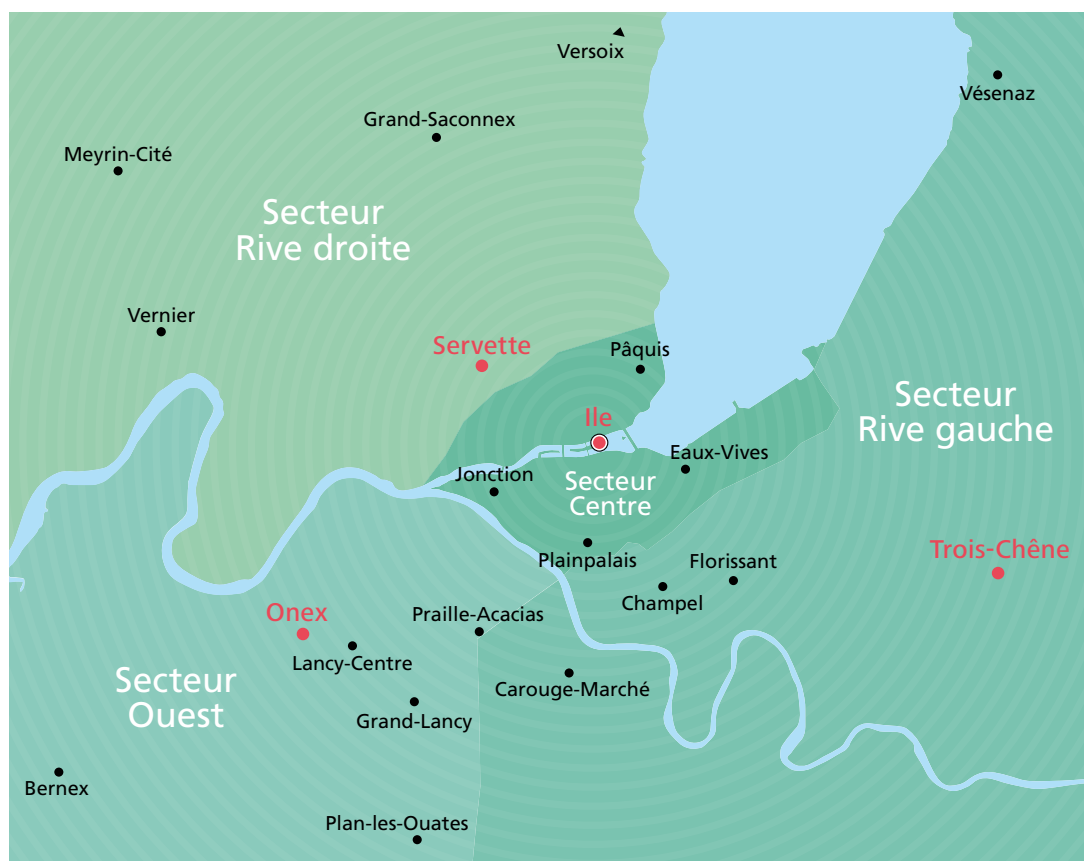 Versoix
Vésenaz
Grand-Saconnex
Meyrin-Cité
Secteur
Rive droite
Vernier
Servette
Pâquis
Secteur
Rive gauche
Ile
Eaux-Vives
Jonction
Secteur
Centre
Plainpalais
Florissant
Trois-Chêne
Champel
Onex
Praille-Acacias
Lancy-Centre
Carouge-Marché
Secteur
Ouest
Grand-Lancy
Bernex
Plan-les-Ouates